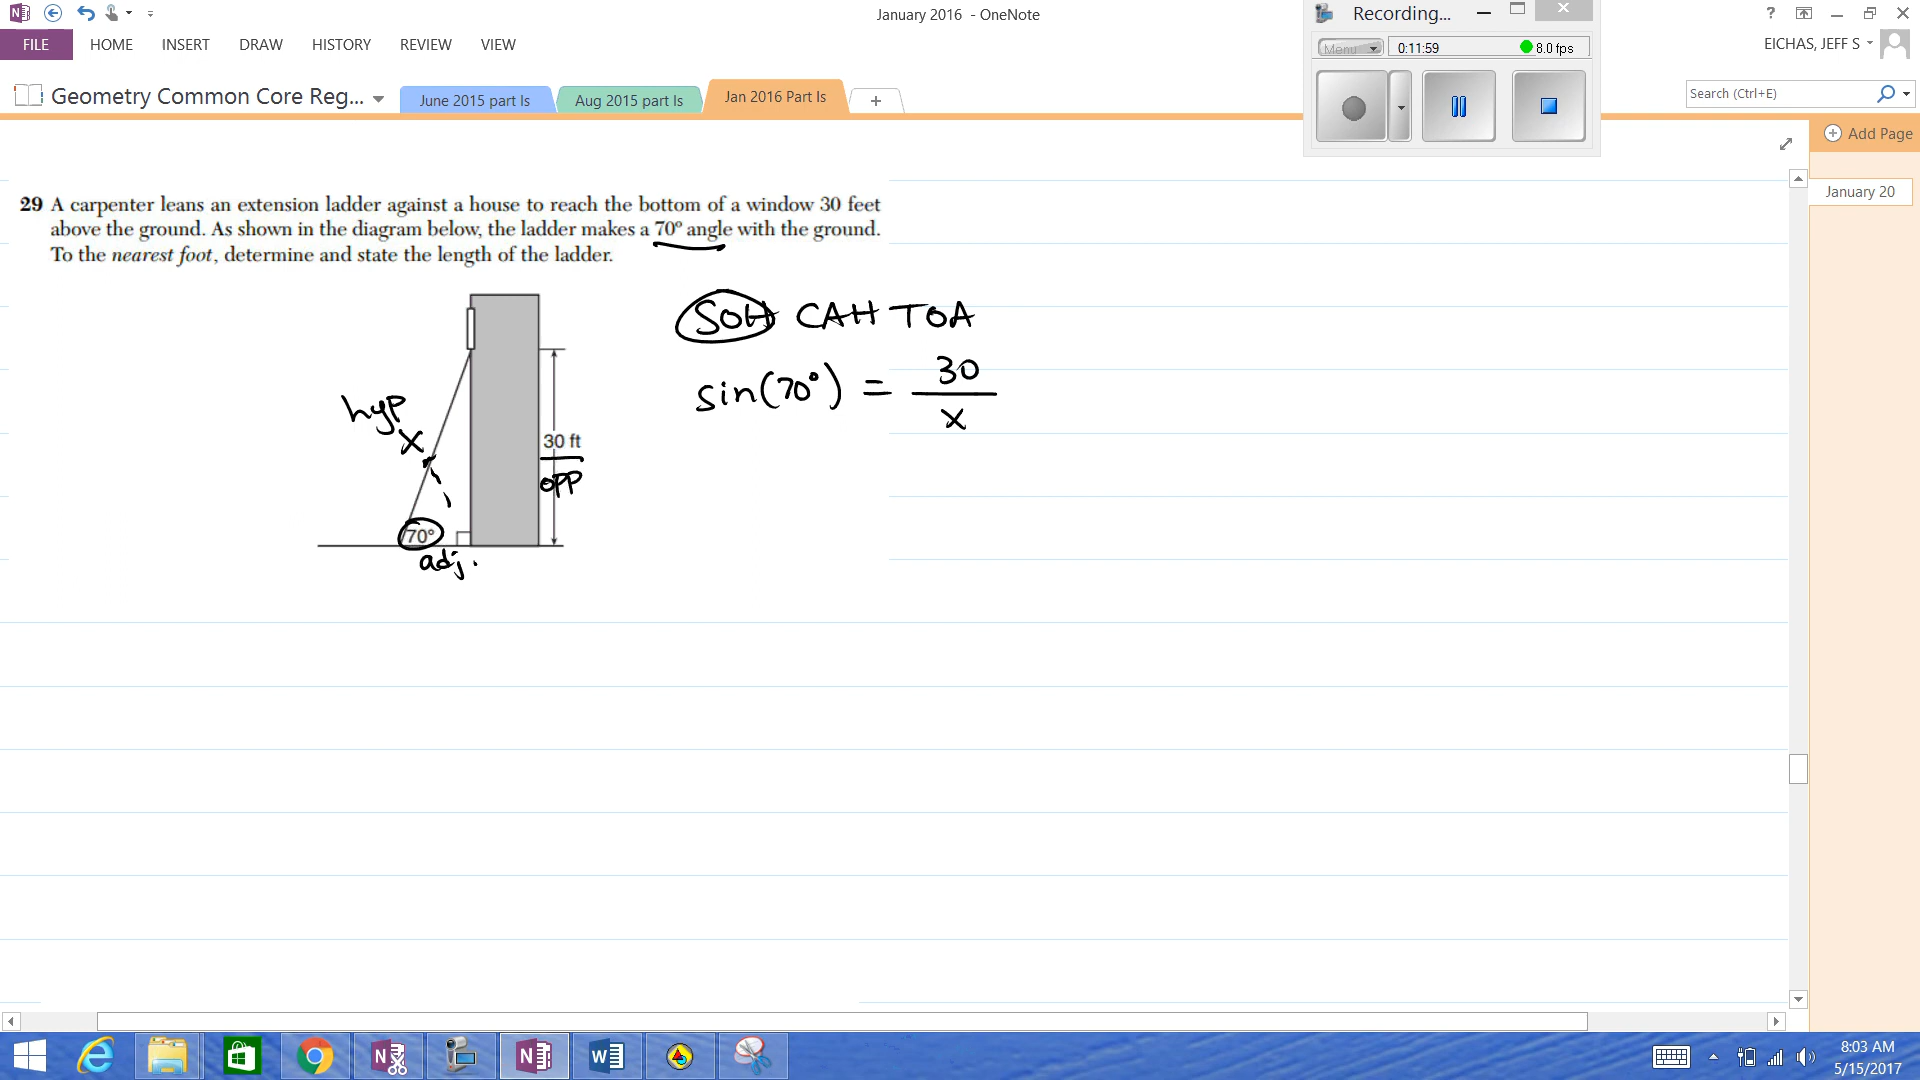 January 2016 - OneNote
FILE HOME INSERT DRAW HISTORY REVIEW VIEW
EICHAS, JEFF S
Recording...
Menu 0:11:59 8.0 fps
Geometry Common Core Reg... June 2015 part Is Aug 2015 part Is Jan 2016 Part Is +
Search (Ctrl+E)
Add Page
January 20
29 A carpenter leans an extension ladder against a house to reach the bottom of a window 30 feet
above the ground. As shown in the diagram below, the ladder makes a 70° angle with the ground.
To the nearest foot, determine and state the length of the ladder.
SOH CAH TOA
sin(70°) = 30
x
hyp
x
30 ft
opp
70°
adj.
8:03 AM
5/15/2017